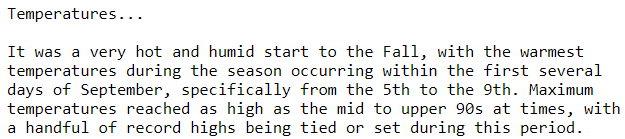 Temperatures...
It was a very hot and humid start to the Fall, with the warmest
temperatures during the season occurring within the first several
days of September, specifically from the 5th to the 9th. Maximum
temperatures reached as high as the mid to upper 90s at times, with
a handful of record highs being tied or set during this period.